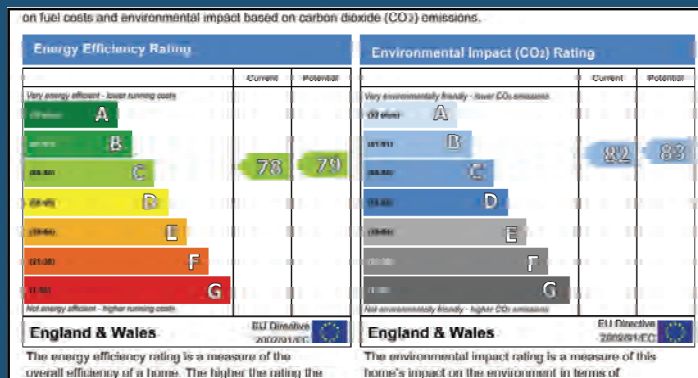 on fuel costs and environmental impact based on carbon dioxide (CO2) emissions.
Energy Efficiency Rating
Current Potential
Very energy efficient - lower running costs
A
B
C
D
E
F
G
78 79
Not energy efficient - higher running costs
England & Wales
EU Directive
2002/91/EC
The energy efficiency rating is a measure of the
overall efficiency of a home. The higher the rating the
Environmental Impact (CO2) Rating
Current Potential
Very environmentally friendly - lower CO2 emissions
A
B
C
D
E
F
G
82 83
Not environmentally friendly - higher CO2 emissions
England & Wales
EU Directive
2002/91/EC
The environmental impact rating is a measure of this
home's impact on the environment in terms of